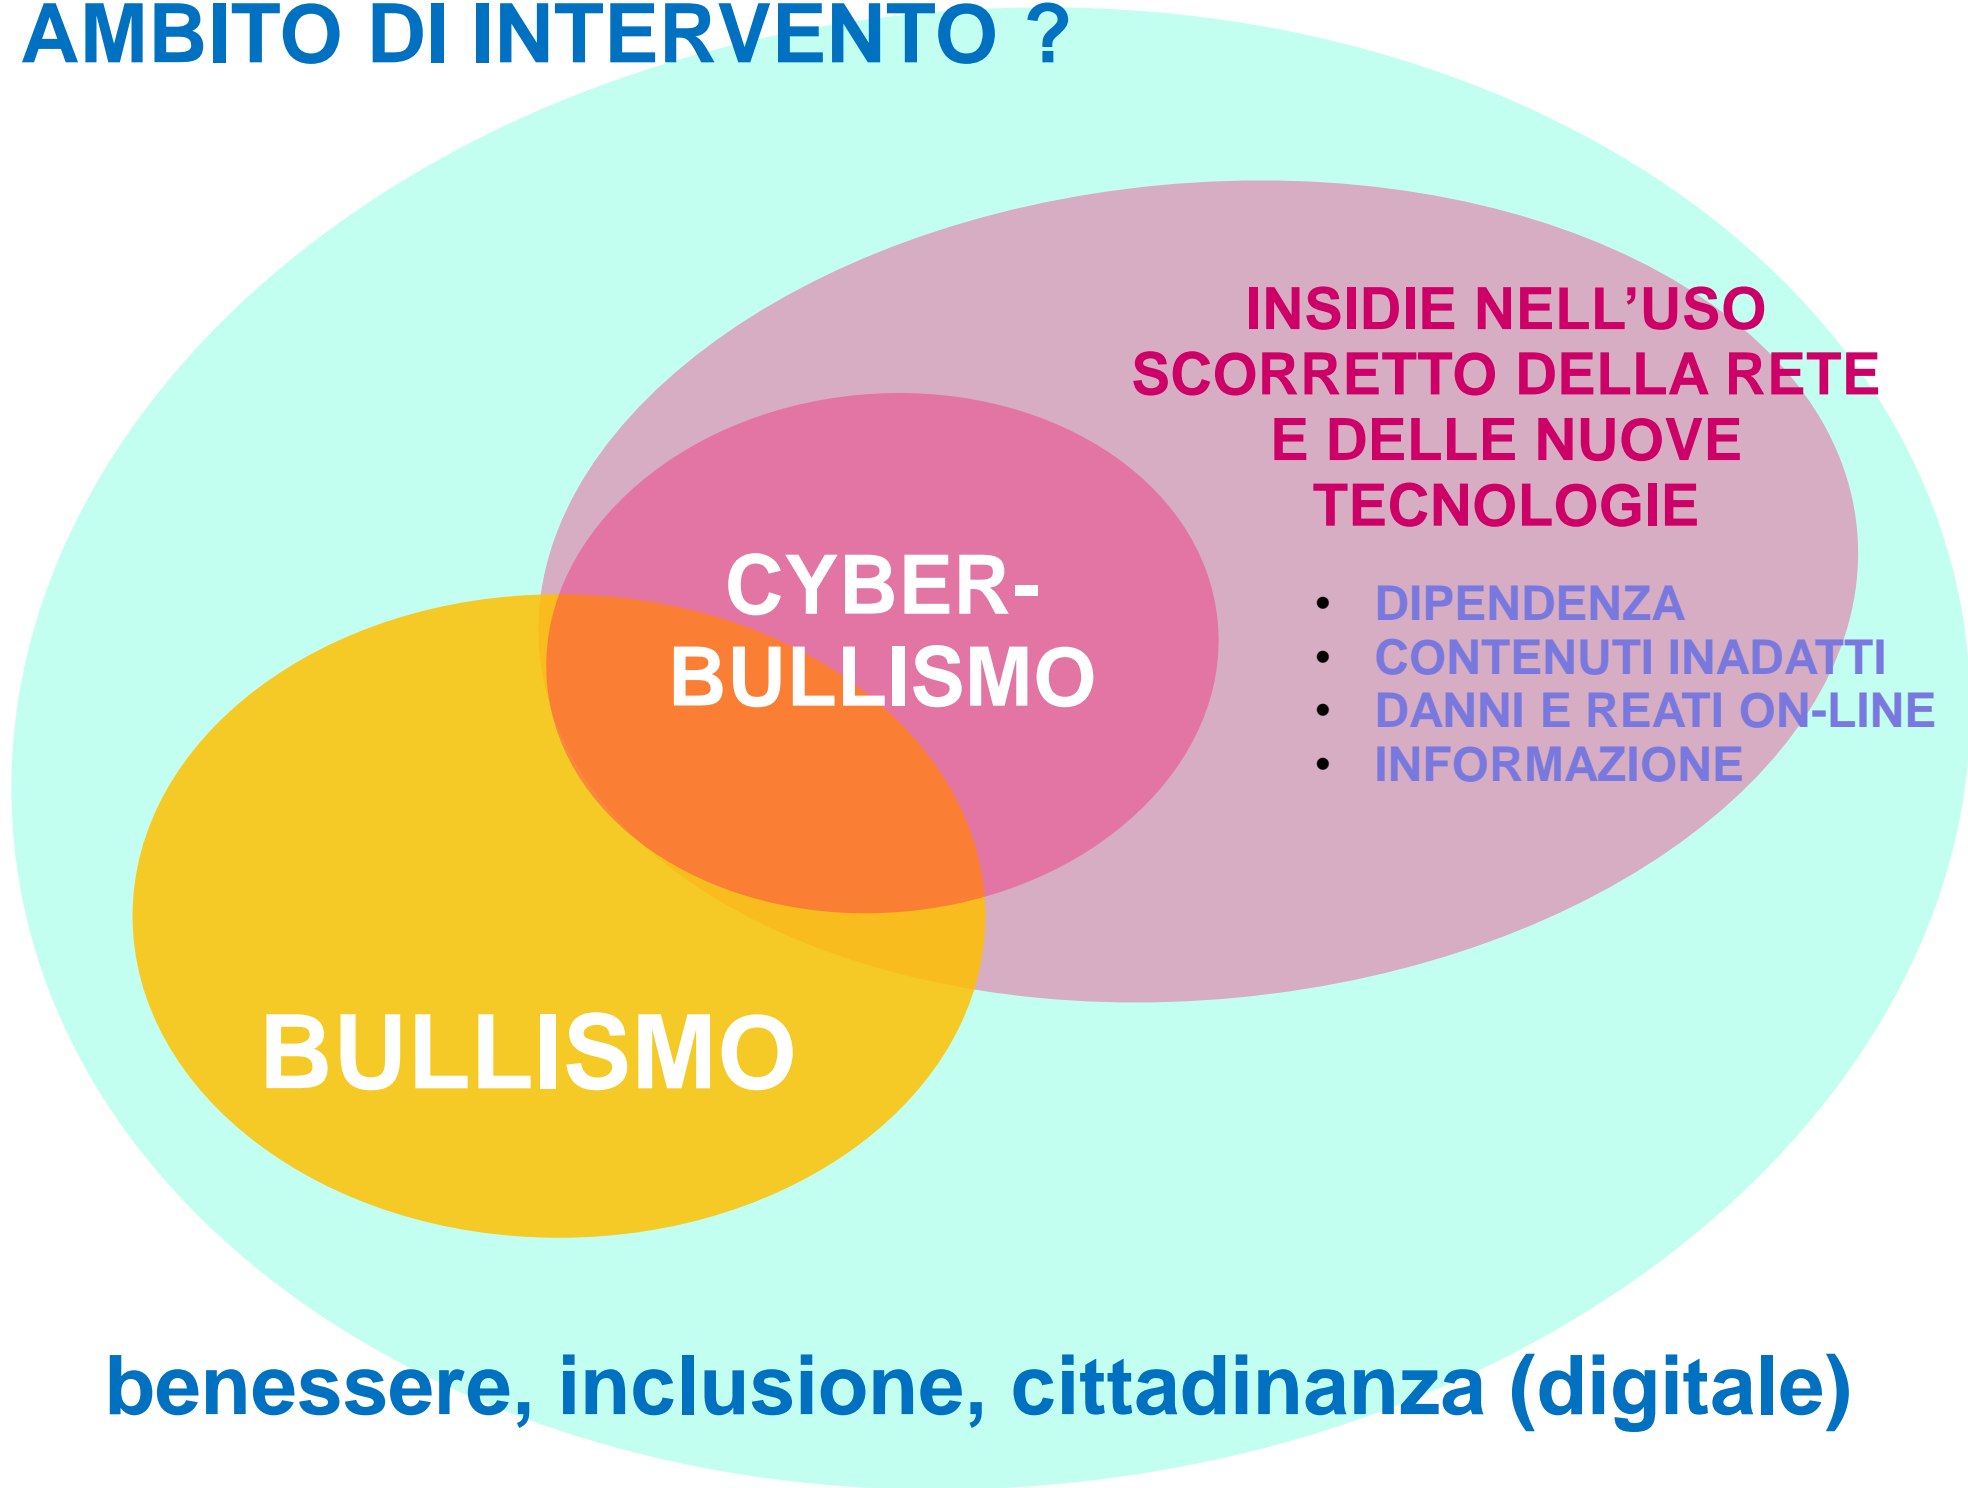 AMBITO DI INTERVENTO ?
INSIDIE NELL’USO
SCORRETTO DELLA RETE
E DELLE NUOVE
TECNOLOGIE
CYBER-
BULLISMO
• DIPENDENZA
• CONTENUTI INADATTI
• DANNI E REATI ON-LINE
• INFORMAZIONE
BULLISMO
benessere, inclusione, cittadinanza (digitale)